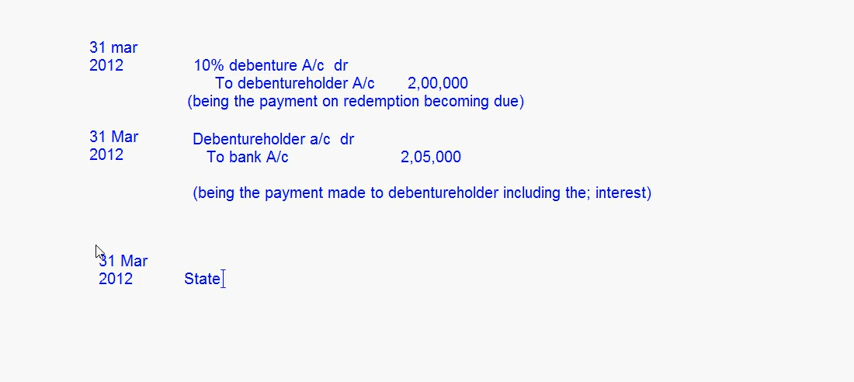 31 mar
2012 10% debenture A/c dr
To debentureholder A/c 2,00,000
(being the payment on redemption becoming due)
31 Mar Debentureholder a/c dr
2012 To bank A/c 2,05,000
(being the payment made to debentureholder including the; interest)
31 Mar
2012 State